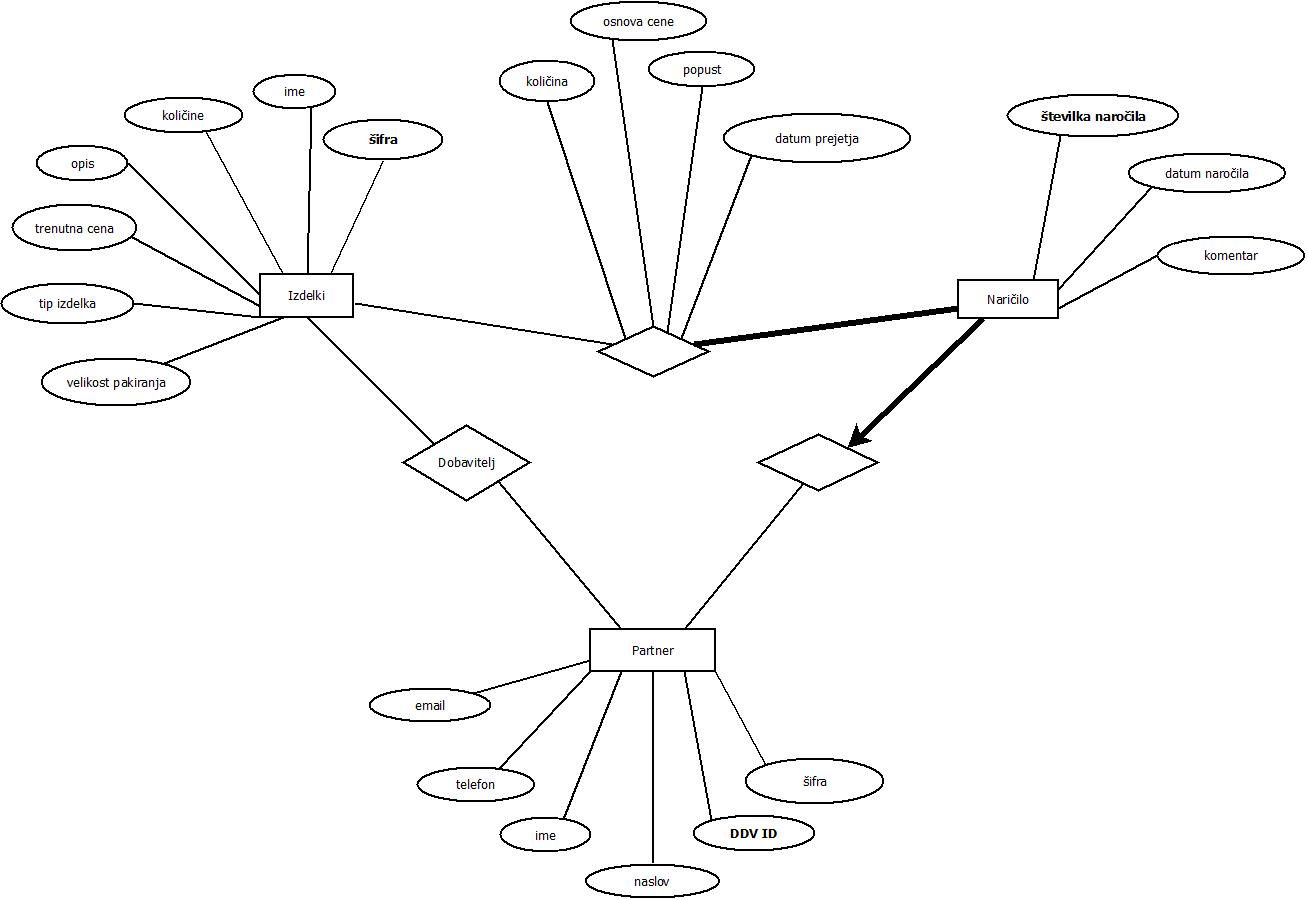 osnova cene
popust
količina
ime
količine
šifra
opis
trenutna cena
tip izdelka
velikost pakiranja
datum prejetja
številka naročila
datum naročila
komentar
Izdelki
Naričilo
Dobavitelj
Partner
email
telefon
ime
naslov
DDV ID
šifra